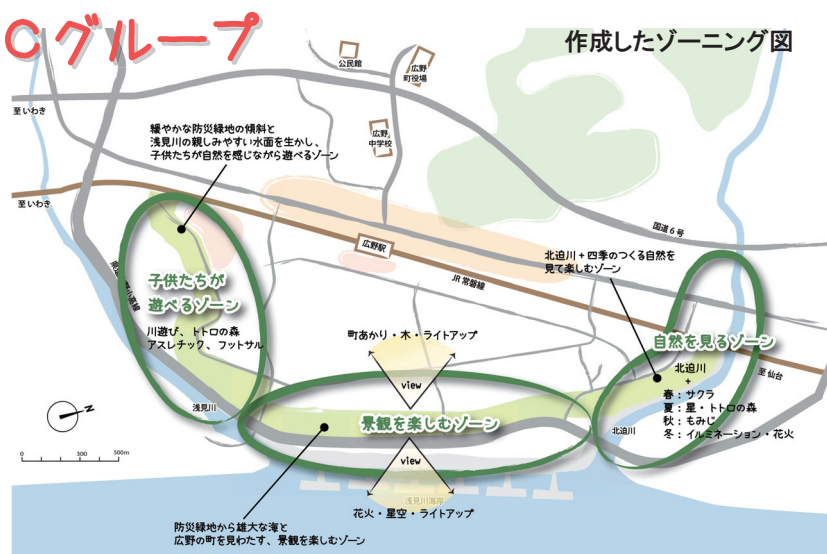 Cグループ
作成したゾーニング図
公民館
広野
町役場
広野
中学校
至いわき
緩やかな防災緑地の傾斜と
浅見川の親しみやすい水面を生かし、
子供たちが自然を感じながら遊べるゾーン
至いわき
国道6号
広野駅
JR常磐線
北迫川+四季のつくる自然を
見て楽しむゾーン
子供たちが
遊べるゾーン
川遊び、トトロの森
アスレチック、フットサル
町あかり・木・ライトアップ
自然を見るゾーン
至仙台
北迫川
+
春:サクラ
夏:星・トトロの森
秋:もみじ
冬:イルミネーション・花火
view
浅見川
景観を楽しむゾーン
北迫川
N
view
0 100 300 500m
浅見川海岸
花火・星空・ライトアップ
防災緑地から雄大な海と
広野の町を見わたす、景観を楽しむゾーン